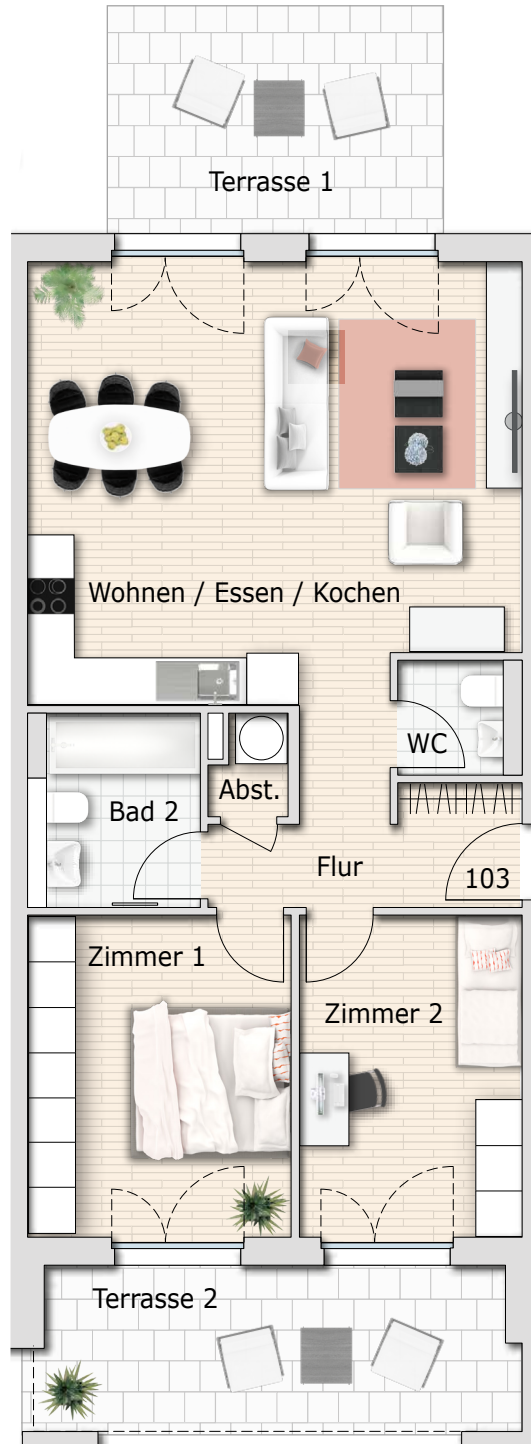 Terrasse 1
Wohnen / Essen / Kochen
WC
Abst.
Bad 2
Flur
103
Zimmer 1
Zimmer 2
Terrasse 2